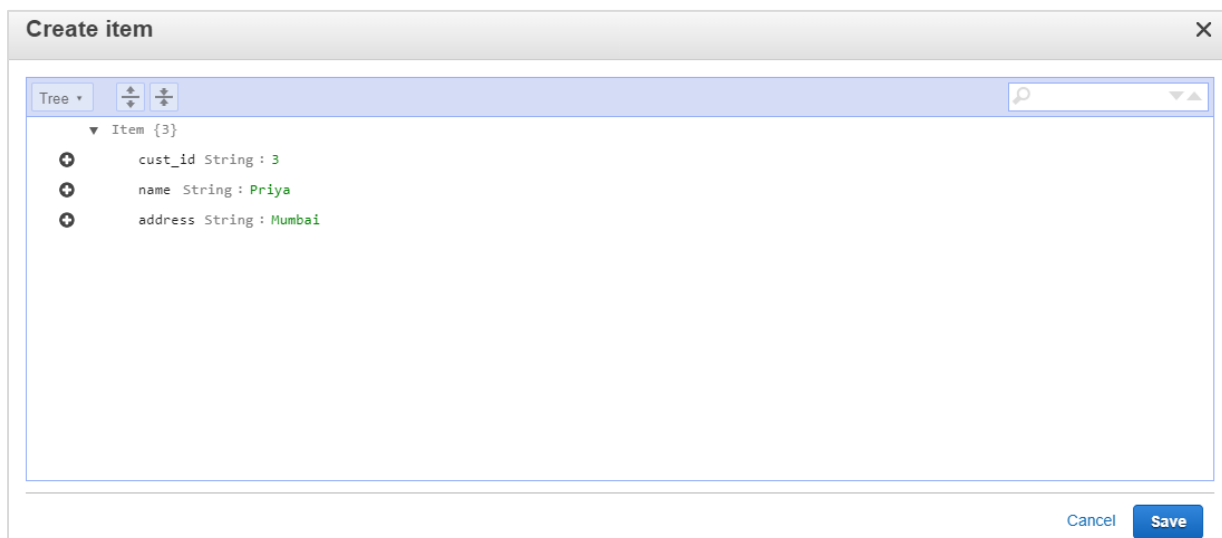 Create item
Tree
Item {3}
cust_id String : 3
name String : Priya
address String : Mumbai
Cancel Save